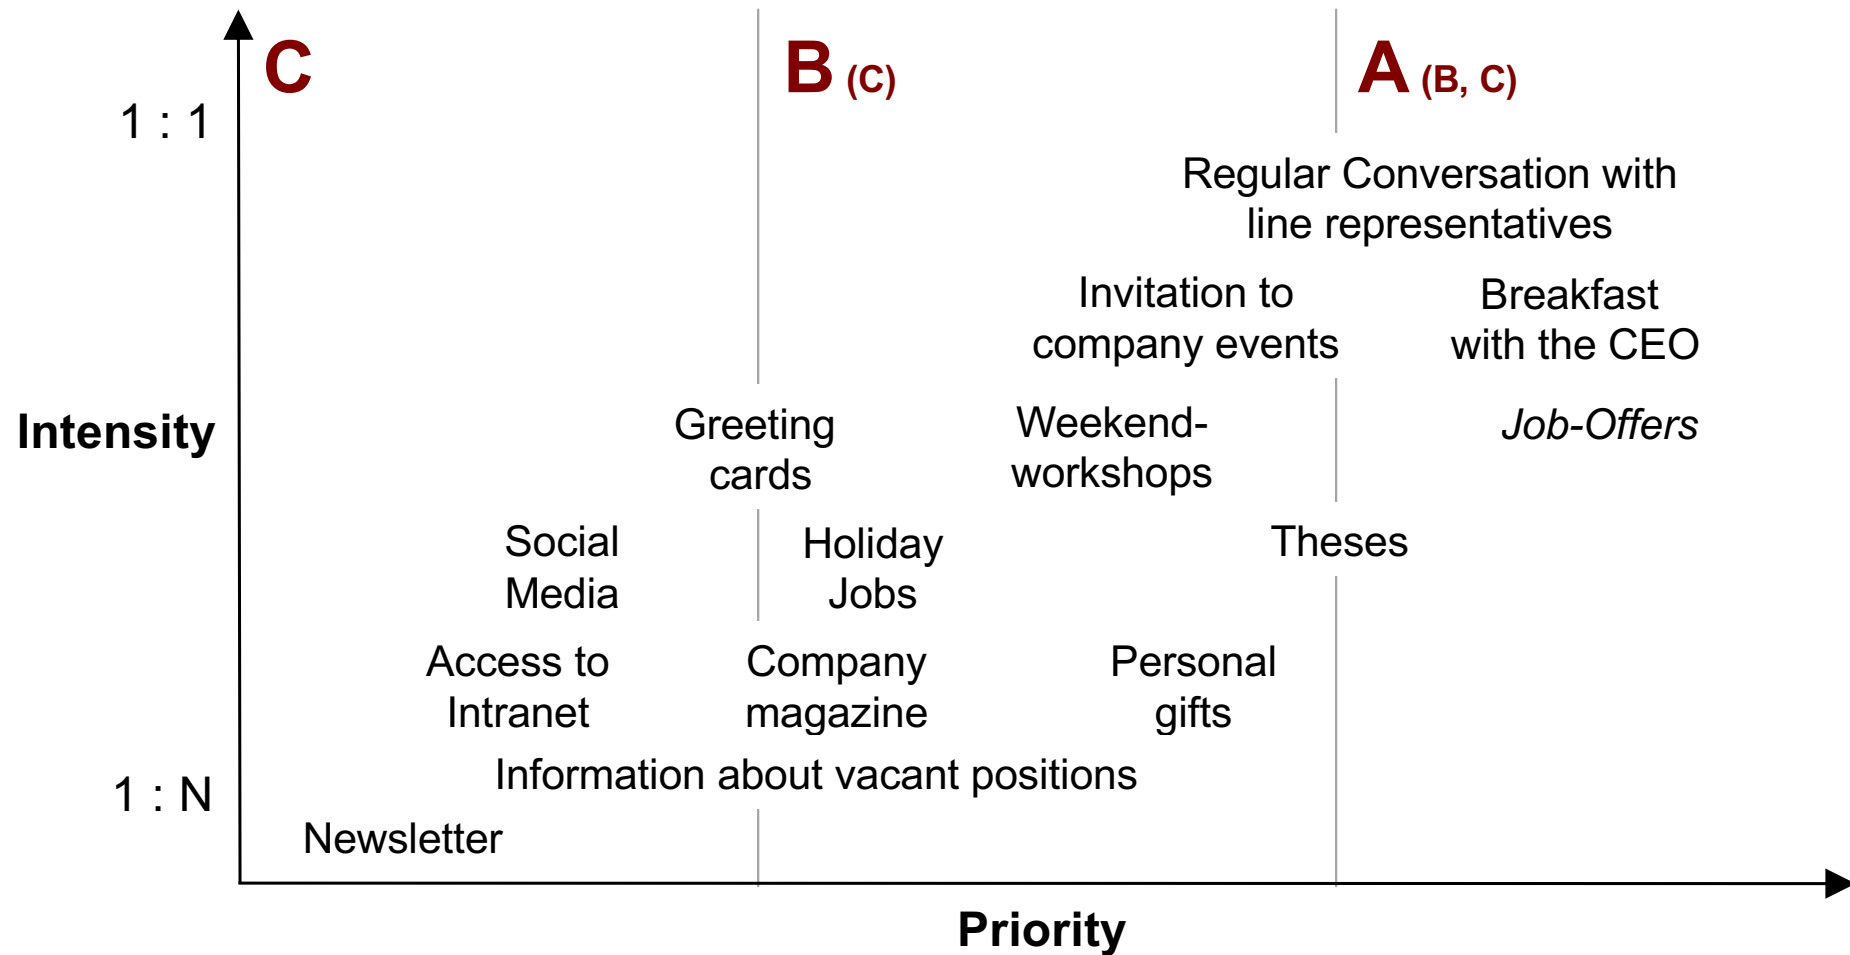 C
B (C)
A (B, C)
1 : 1
Regular Conversation with
line representatives
Invitation to
company events
Breakfast
with the CEO
Intensity
Greeting
cards
Weekend-
workshops
Job-Offers
Social
Media
Holiday
Jobs
Theses
Access to
Intranet
Company
magazine
Personal
gifts
Information about vacant positions
1 : N
Newsletter
Priority